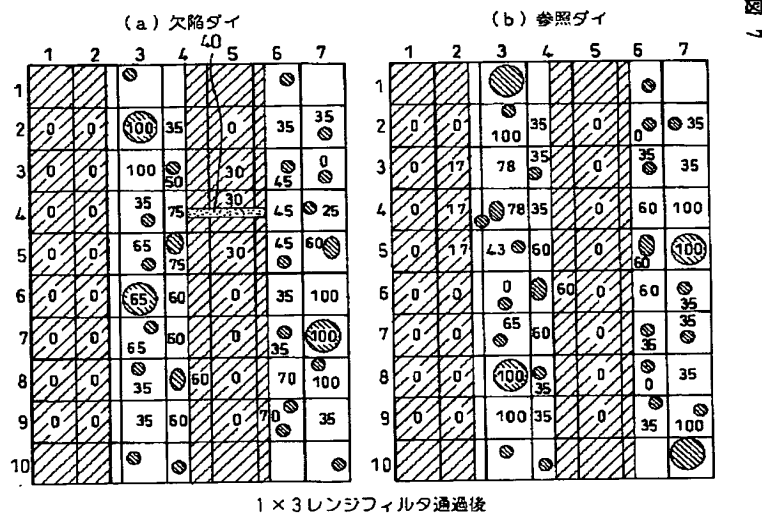 図7
(a) 欠陥ダイ
(b) 参照ダイ
40
1 2 3 4 5 6 7
1
2 0 0 100 35 0 35 35
3 0 0 100 50 30 45 0
4 0 0 35 75 30 45 25
5 0 0 65 75 30 45 60
6 0 0 65 60 0 35 100
7 0 0 65 60 0 35 100
8 0 0 35 60 0 70 100
9 0 0 35 60 0 70 35
10
1 2 3 4 5 6 7
1
2 0 0 100 35 0 0 35
3 0 17 78 35 0 35 35
4 0 17 78 35 0 60 100
5 0 17 43 60 0 60 100
6 0 0 0 60 0 60 35
7 0 0 65 60 0 35 35
8 0 0 100 35 0 0 35
9 0 0 100 35 0 35 100
10
1×3レンジフィルタ通過後